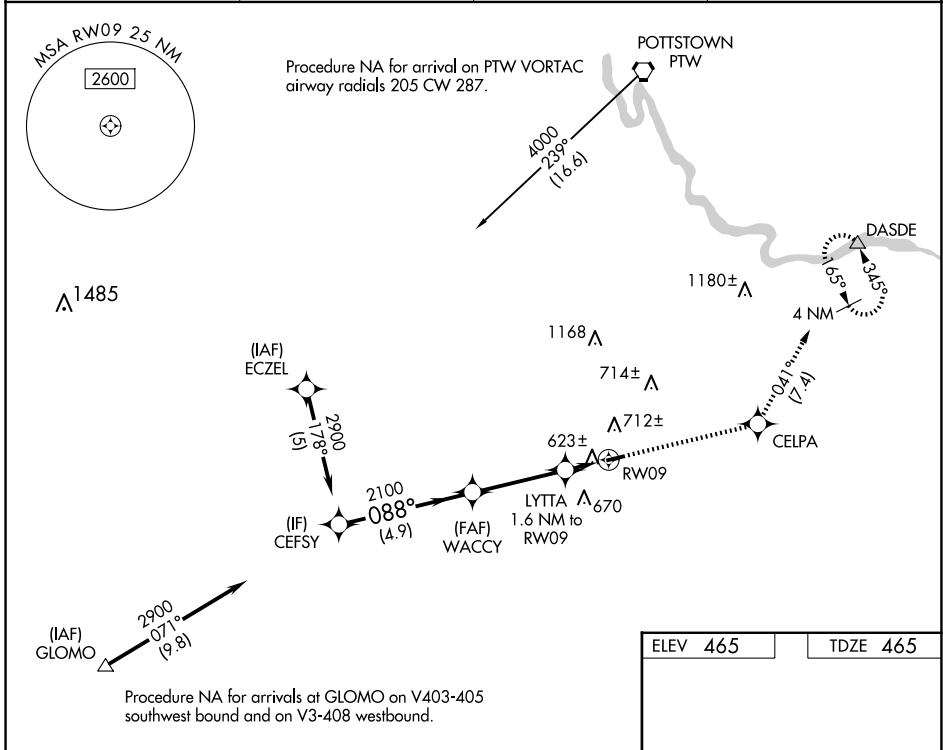 MSA RW09 25 NM
2600
Procedure NA for arrival on PTW VORTAC
airway radials 205 CW 287.
POTTSTOWN
PTW
4000
239°
(16.6)
DASDE
165°
345°
4 NM
1180±
1485
1168
714±
712±
623±
670
041°
(7.4)
CELPA
(IAF)
ECZEL
2900
178°
(5)
RW09
LYTTA
1.6 NM to
RW09
2100
088°
(4.9)
(FAF)
WACCY
(IF)
CEFSY
2900
071°
(9.8)
(IAF)
GLOMO
Procedure NA for arrivals at GLOMO on V403-405
southwest bound and on V3-408 westbound.
ELEV 465
TDZE 465